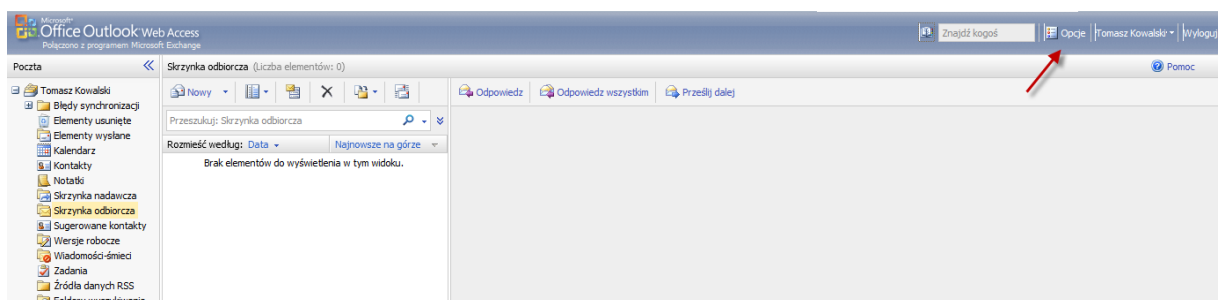 Microsoft®
Office Outlook® Web Access
Połączono z programem Microsoft Exchange
Znajdź kogoś
Opcje
Tomasz Kowalski
Wyloguj
Poczta
Skrzynka odbiorcza (Liczba elementów: 0)
Pomoc
Tomasz Kowalski
Błędy synchronizacji
Elementy usunięte
Elementy wysłane
Kalendarz
Kontakty
Notatki
Skrzynka nadawcza
Skrzynka odbiorcza
Sugerowane kontakty
Wersje robocze
Wiadomości-śmieci
Zadania
Źródła danych RSS
Foldery wyszukiwania
Nowy
Przeszukuj: Skrzynka odbiorcza
Rozmieść według: Data
Najnowsze na górze
Brak elementów do wyświetlenia w tym widoku.
Odpowiedz
Odpowiedz wszystkim
Prześlij dalej